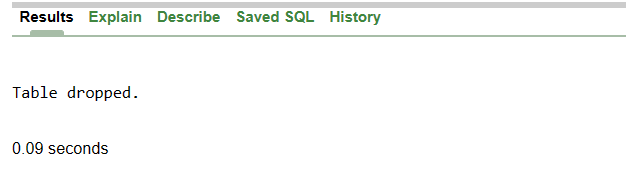 Results Explain Describe Saved SQL History
Table dropped.
0.09 seconds